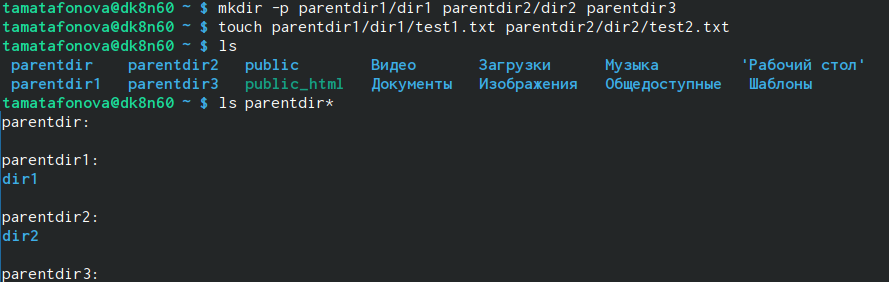 tamatafonova@dk8n60 ~ $ mkdir -p parentdir1/dir1 parentdir2/dir2 parentdir3
tamatafonova@dk8n60 ~ $ touch parentdir1/dir1/test1.txt parentdir2/dir2/test2.txt
tamatafonova@dk8n60 ~ $ ls
parentdir parentdir2 public Видео Загрузки Музыка 'Рабочий стол'
parentdir1 parentdir3 public_html Документы Изображения Общедоступные Шаблоны
tamatafonova@dk8n60 ~ $ ls parentdir*
parentdir:
parentdir1:
dir1
parentdir2:
dir2
parentdir3: